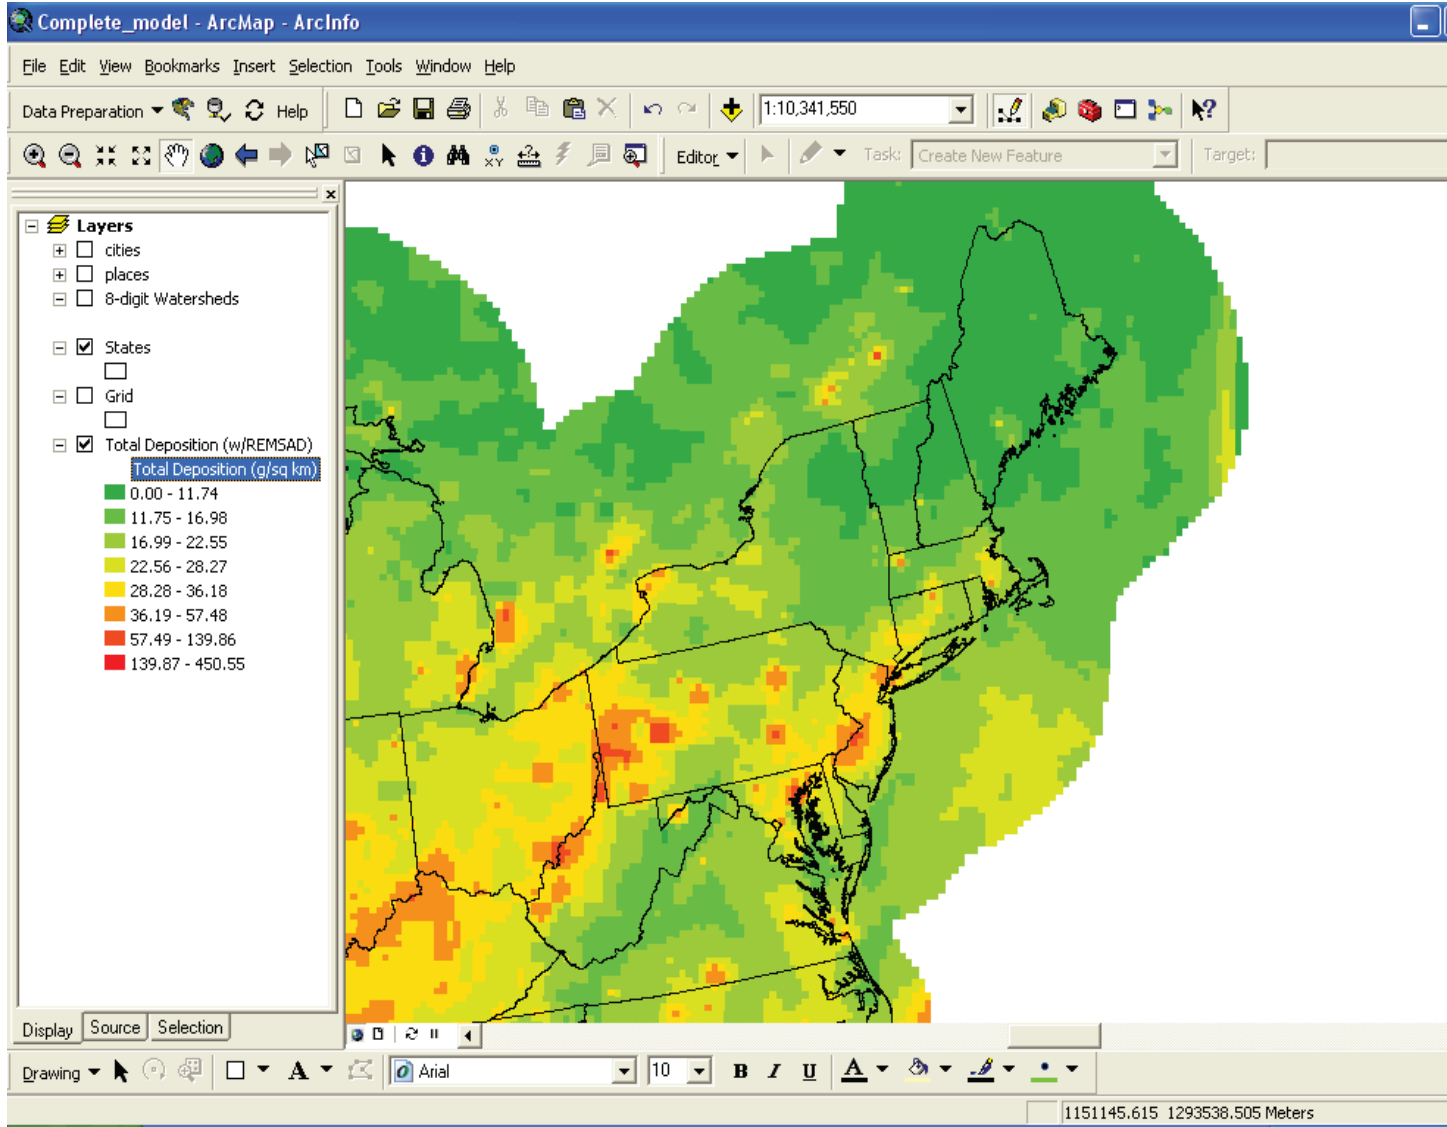 Complete_model - ArcMap - ArcInfo
File Edit View Bookmarks Insert Selection Tools Window Help
Data Preparation Help 1:10,341,550
Editor Task: Create New Feature Target:
Layers
cities
places
8-digit Watersheds
States
Grid
Total Deposition (w/REMSAD)
Total Deposition (g/sq km)
0.00 - 11.74
11.75 - 16.98
16.99 - 22.55
22.56 - 28.27
28.28 - 36.18
36.19 - 57.48
57.49 - 139.86
139.87 - 450.55
Display Source Selection
Drawing A Arial 10 B I U A
1151145.615 1293538.505 Meters